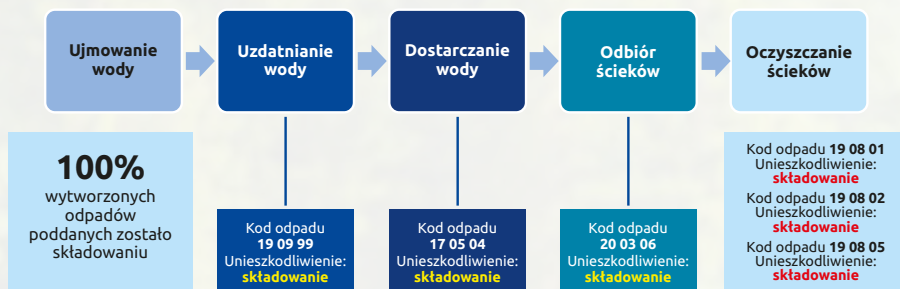 Ujmowanie
wody
Uzdatnianie
wody
Dostarczanie
wody
Odbiór
ścieków
Oczyszczanie
ścieków
100%
wytworzonych
odpadów
poddanych zostało
składowaniu
Kod odpadu
19 09 99
Unieszkodliwienie:
składowanie
Kod odpadu
17 05 04
Unieszkodliwienie:
składowanie
Kod odpadu
20 03 06
Unieszkodliwienie:
składowanie
Kod odpadu 19 08 01
Unieszkodliwienie:
składowanie
Kod odpadu 19 08 02
Unieszkodliwienie:
składowanie
Kod odpadu 19 08 05
Unieszkodliwienie:
składowanie